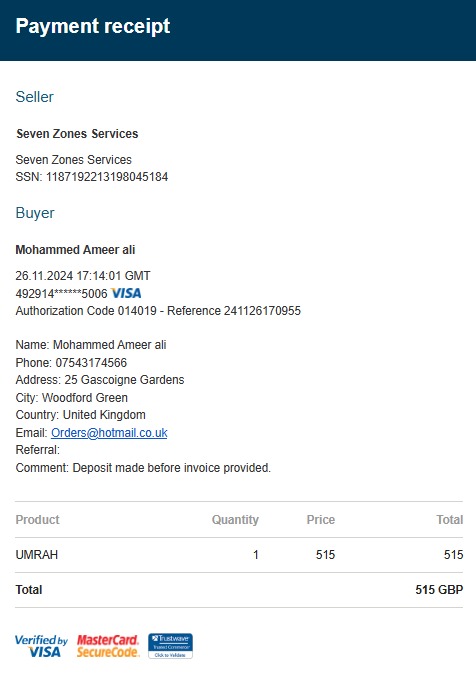 Payment receipt
Seller
Seven Zones Services
Seven Zones Services
SSN: 1187192213198045184
Buyer
Mohammed Ameer ali
26.11.2024 17:14:01 GMT
492914******5006 VISA
Authorization Code 014019 - Reference 241126170955
Name: Mohammed Ameer ali
Phone: 07543174566
Address: 25 Gascoigne Gardens
City: Woodford Green
Country: United Kingdom
Email: Orders@hotmail.co.uk
Referral:
Comment: Deposit made before invoice provided.
Product Quantity Price Total
UMRAH 1 515 515
Total 515 GBP
Verified by VISA MasterCard. SecureCode. Trustwave Trusted Commerce Click to Validate